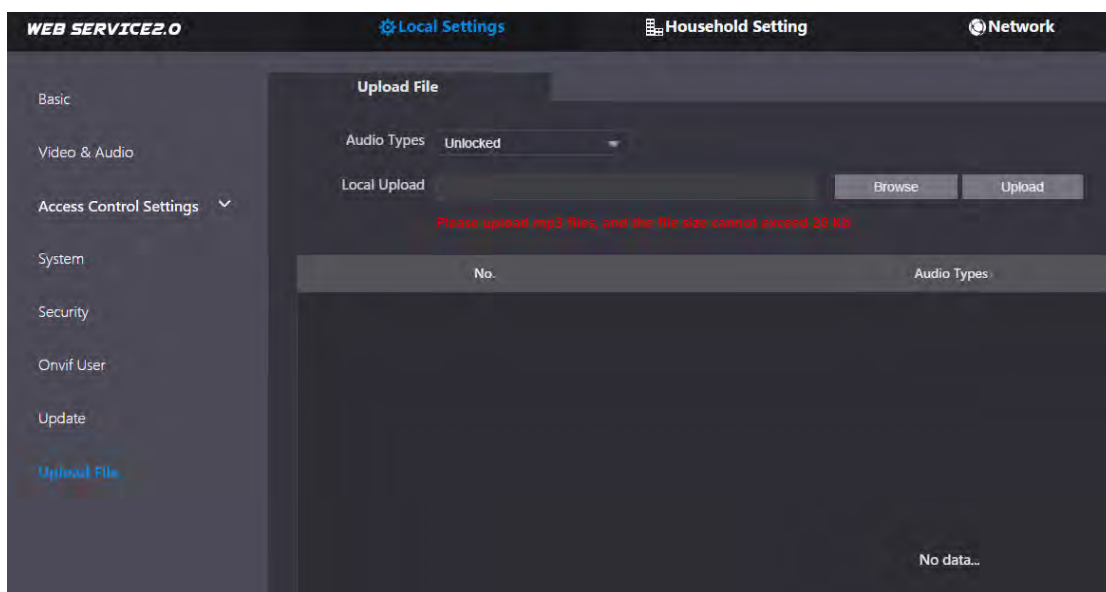 WEB SERVICE2.0 Local Settings Household Setting Network
Upload File
Basic
Audio Types Unlocked
Video & Audio
Local Upload Browse Upload
Access Control Settings
Please upload mp3 files, and the file size cannot exceed 20 Kb
System
No. Audio Types
Security
Onvif User
Update
Upload File
No data...